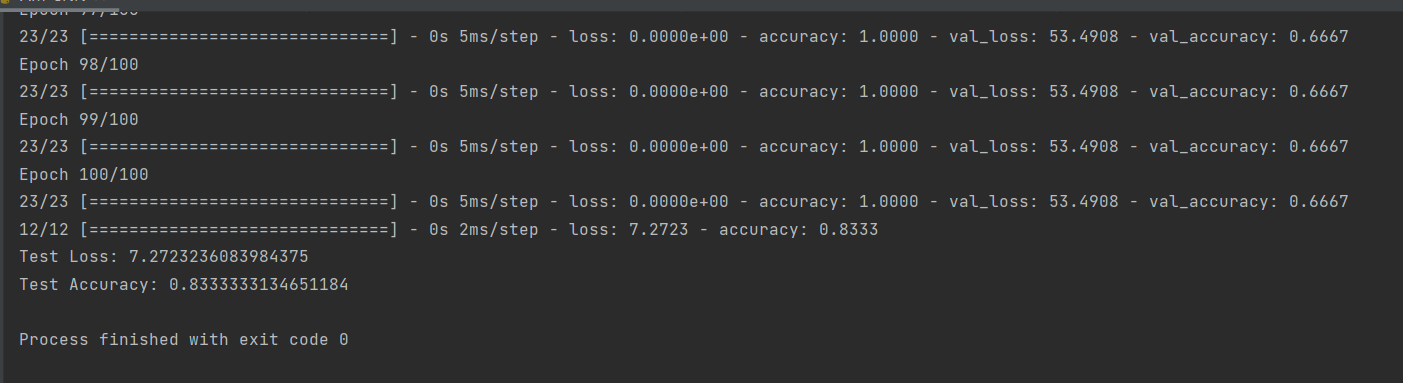 Epoch 97/100
23/23 [==============================] - 0s 5ms/step - loss: 0.0000e+00 - accuracy: 1.0000 - val_loss: 53.4908 - val_accuracy: 0.6667
Epoch 98/100
23/23 [==============================] - 0s 5ms/step - loss: 0.0000e+00 - accuracy: 1.0000 - val_loss: 53.4908 - val_accuracy: 0.6667
Epoch 99/100
23/23 [==============================] - 0s 5ms/step - loss: 0.0000e+00 - accuracy: 1.0000 - val_loss: 53.4908 - val_accuracy: 0.6667
Epoch 100/100
23/23 [==============================] - 0s 5ms/step - loss: 0.0000e+00 - accuracy: 1.0000 - val_loss: 53.4908 - val_accuracy: 0.6667
12/12 [==============================] - 0s 2ms/step - loss: 7.2723 - accuracy: 0.8333
Test Loss: 7.2723236083984375
Test Accuracy: 0.8333333134651184
Process finished with exit code 0